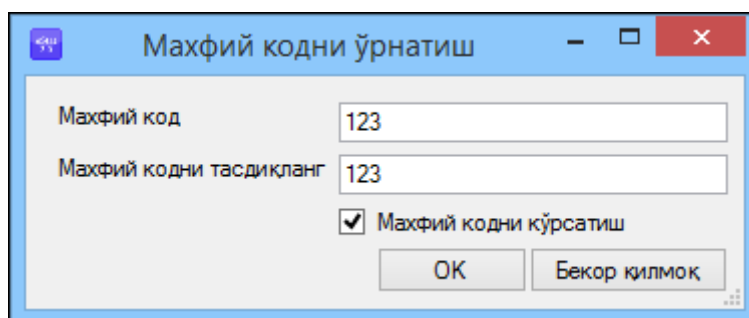 Махфий кодни ўрнатиш
Махфий код 123
Махфий кодни тасдиқланг 123
Махфий кодни кўрсатиш
OK Бекор қилмоқ